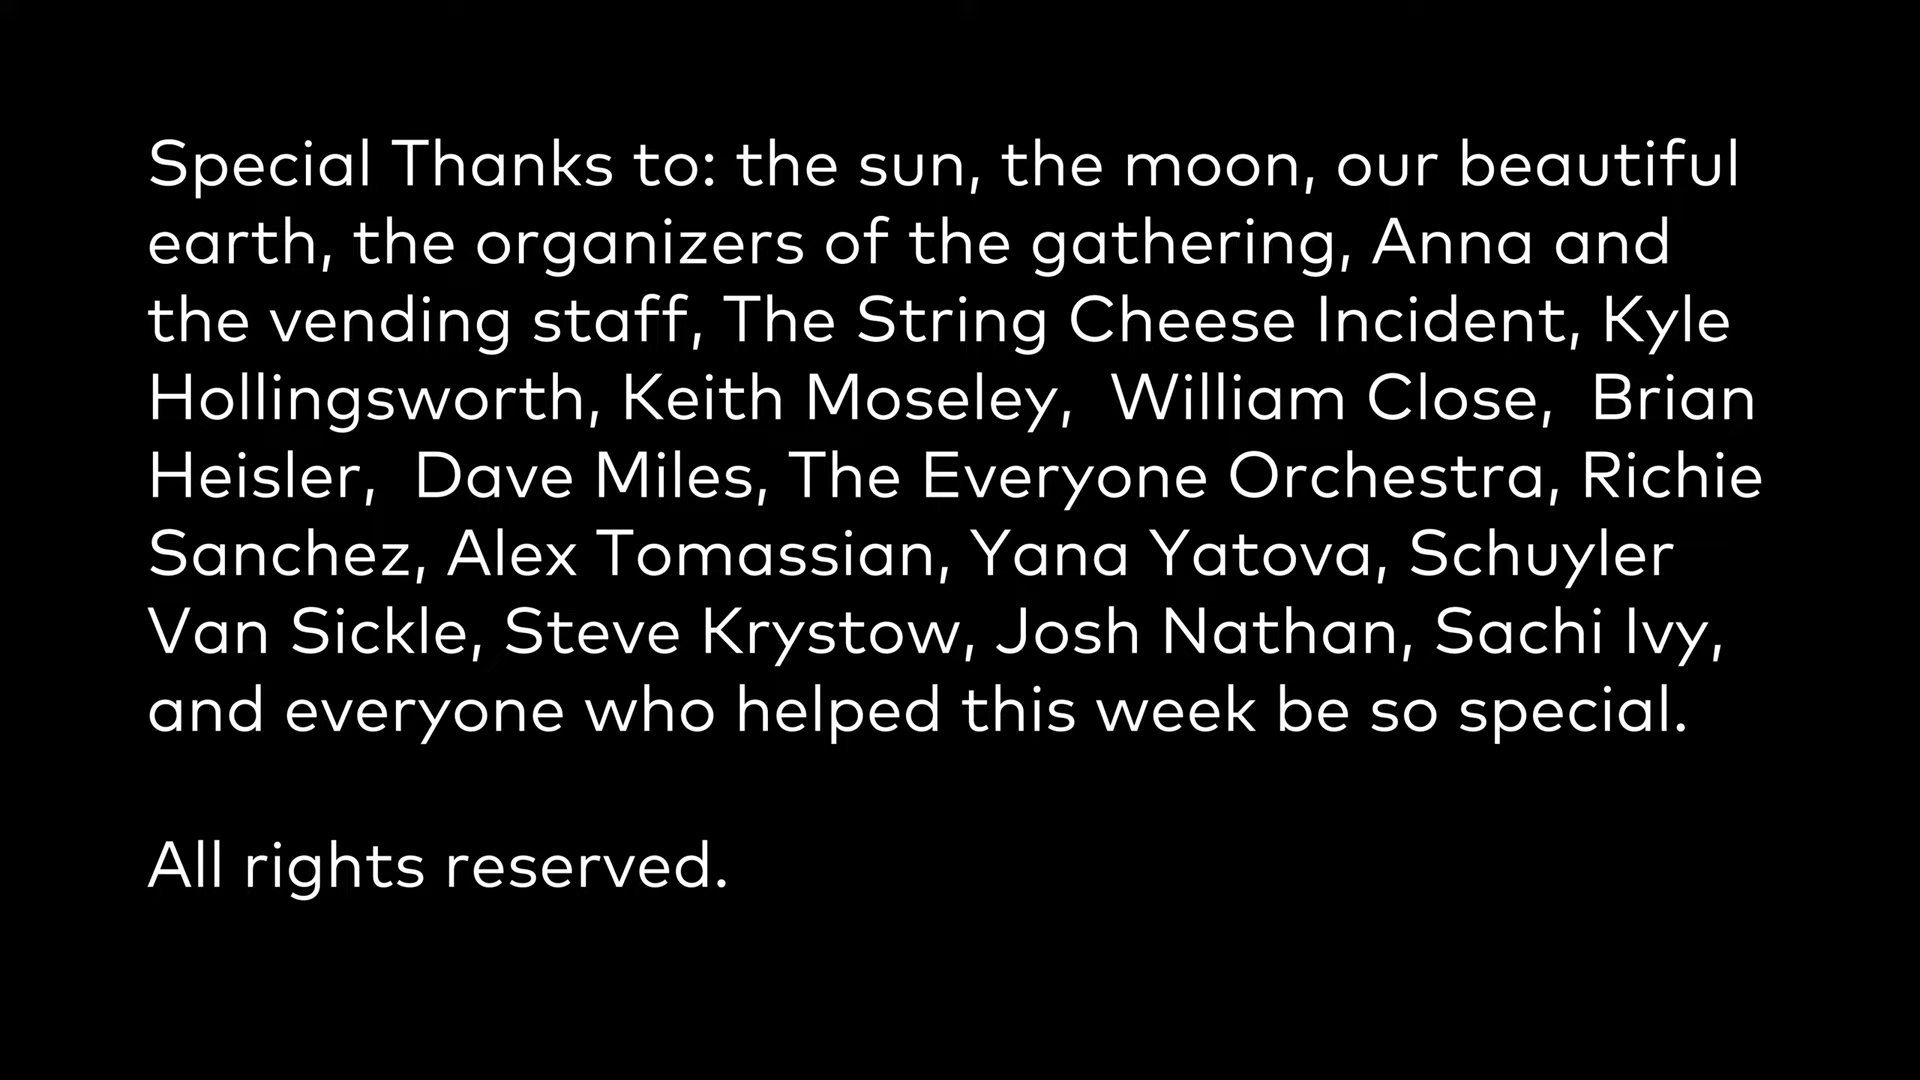 Special Thanks to: the sun, the moon, our beautiful
earth, the organizers of the gathering, Anna and
the vending staff, The String Cheese Incident, Kyle
Hollingsworth, Keith Moseley,  William Close,  Brian
Heisler,  Dave Miles, The Everyone Orchestra, Richie
Sanchez, Alex Tomassian, Yana Yatova, Schuyler
Van Sickle, Steve Krystow, Josh Nathan, Sachi Ivy,
and everyone who helped this week be so special.
All rights reserved.